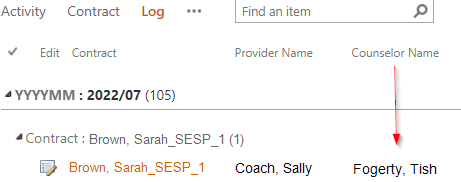 Activity Contract Log ••• Find an item
✓ Edit Contract Provider Name Counselor Name
YYYYMM : 2022/07 (105)
Contract : Brown, Sarah_SESP_1 (1)
Brown, Sarah_SESP_1 Coach, Sally Fogerty, Tish